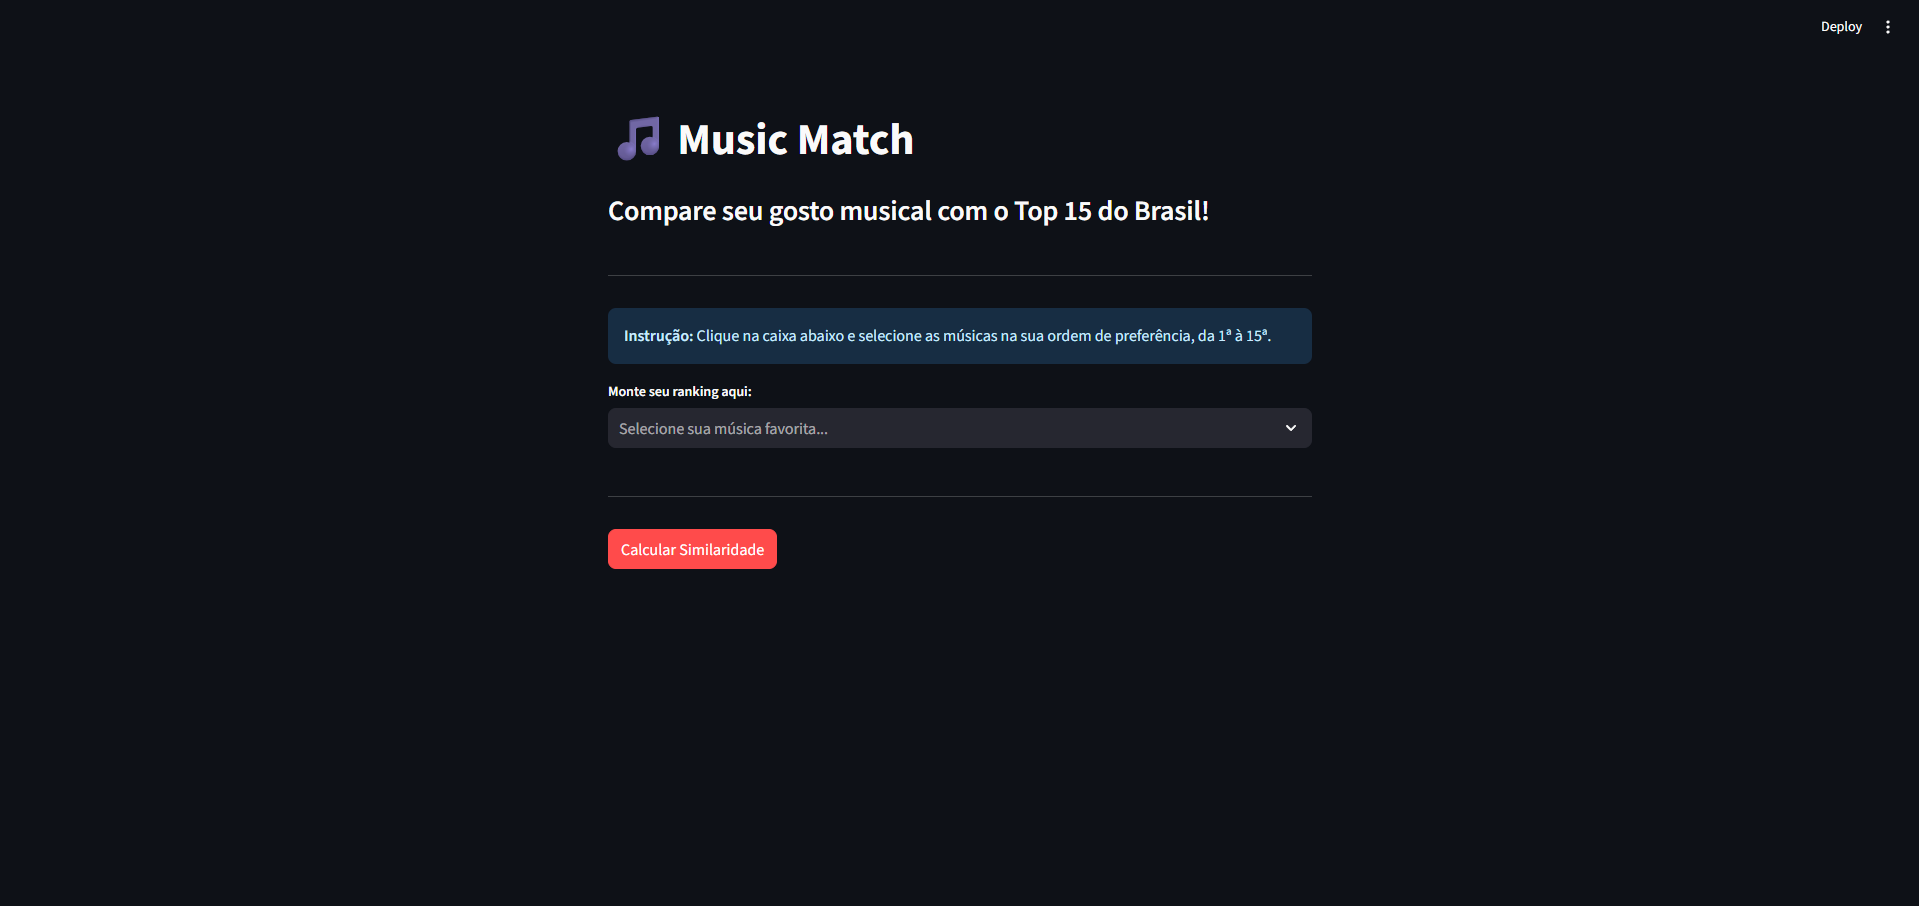 Deploy
Music Match
Compare seu gosto musical com o Top 15 do Brasil!
Instrução: Clique na caixa abaixo e selecione as músicas na sua ordem de preferência, da 1ª à 15ª.
Monte seu ranking aqui:
Selecione sua música favorita...
Calcular Similaridade